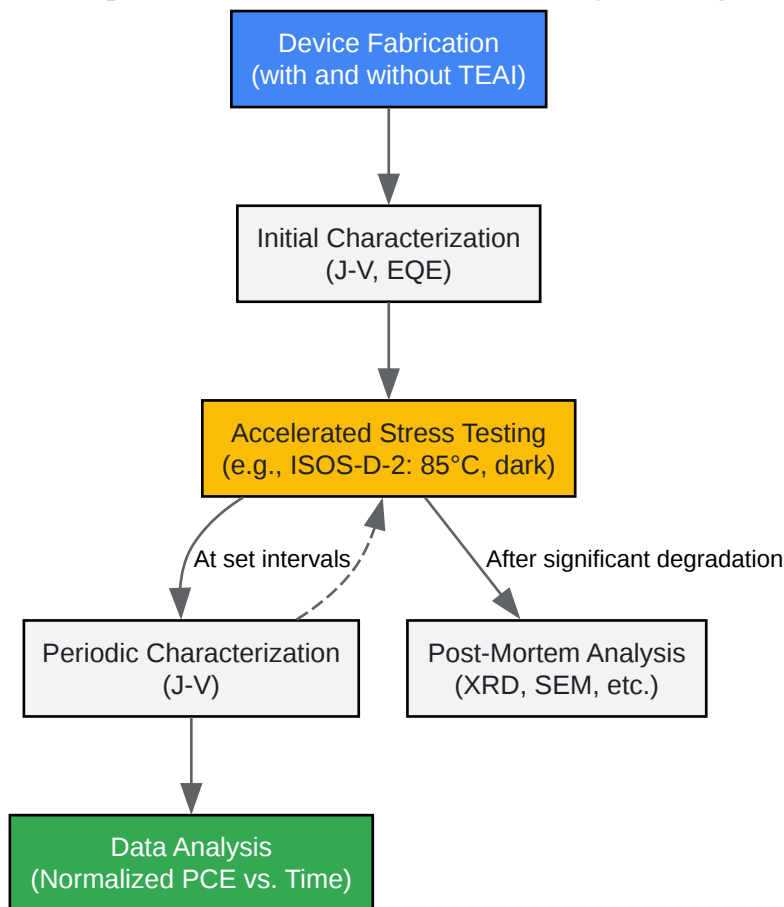 Device Fabrication
(with and without TEAI)
Initial Characterization
(J-V, EQE)
Accelerated Stress Testing
(e.g., ISOS-D-2: 85°C, dark)
At set intervals
After significant degradation
Periodic Characterization
(J-V)
Post-Mortem Analysis
(XRD, SEM, etc.)
Data Analysis
(Normalized PCE vs. Time)